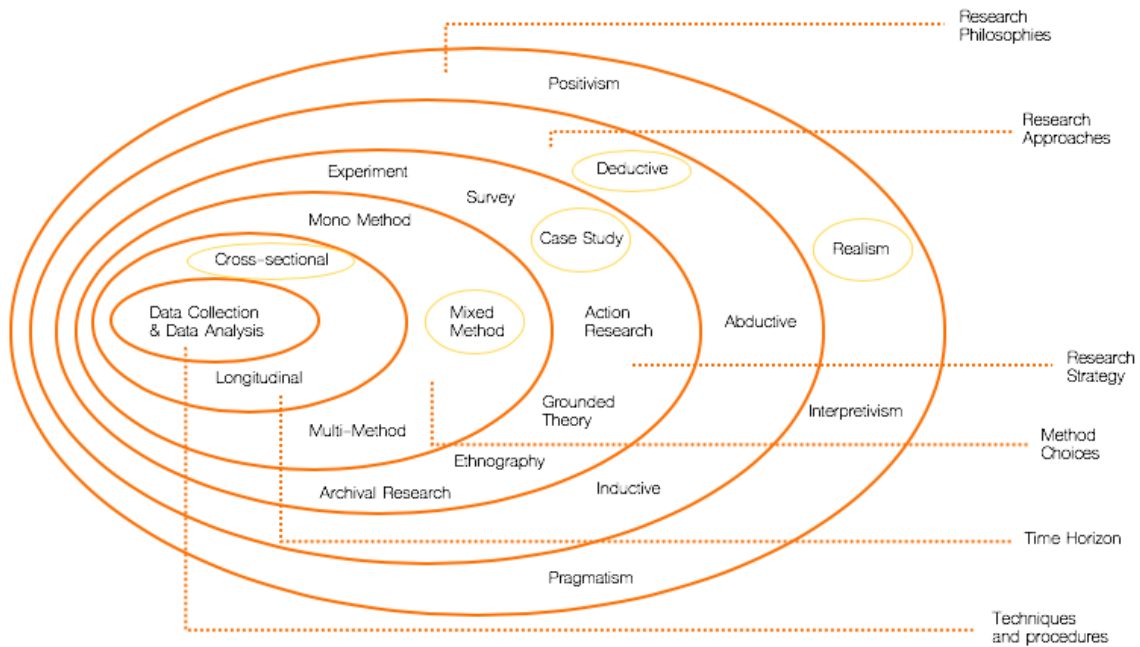 Research
Philosophies
Positivism
Research
Approaches
Experiment
Deductive
Survey
Mono Method
Case Study
Realism
Cross-sectional
Data Collection
& Data Analysis
Mixed
Method
Action
Research
Abductive
Research
Strategy
Longitudinal
Grounded
Theory
Interpretivism
Multi-Method
Method
Choices
Ethnography
Archival Research
Inductive
Time Horizon
Pragmatism
Techniques
and procedures